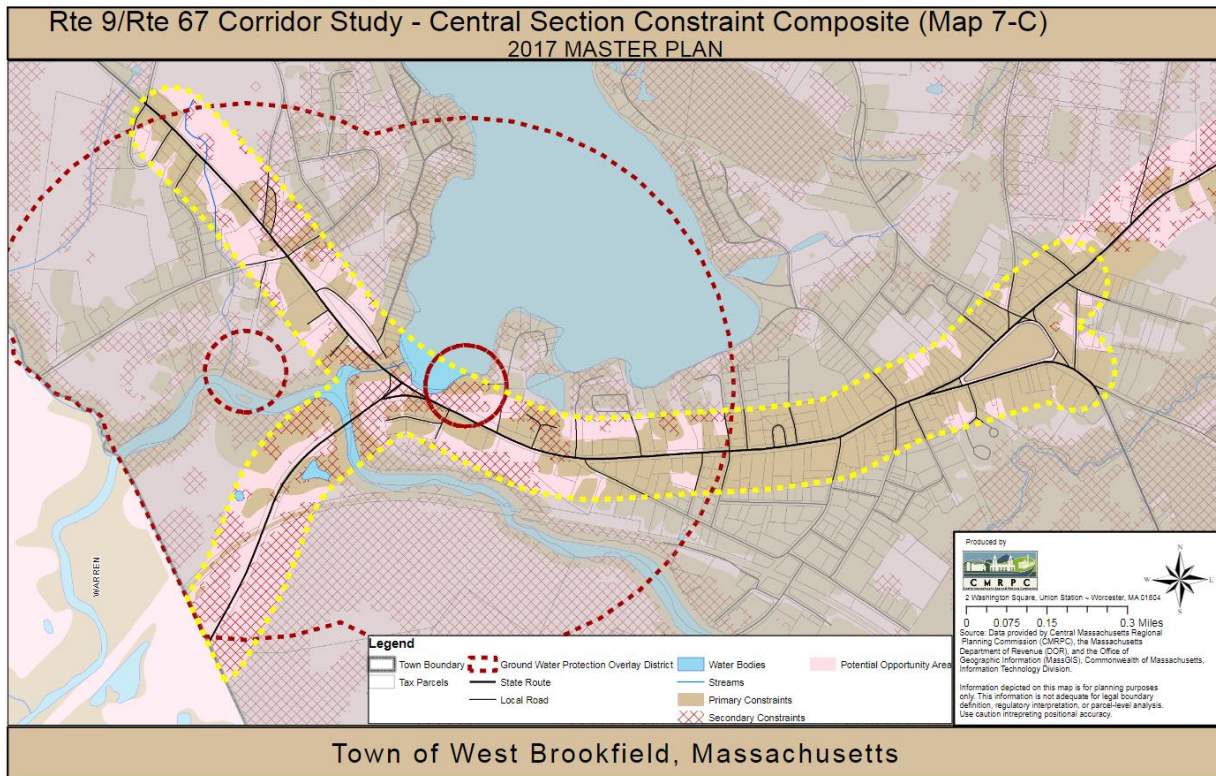 Rte 9/Rte 67 Corridor Study - Central Section Constraint Composite (Map 7-C)
2017 MASTER PLAN
WARREN
Legend
Town Boundary
Ground Water Protection Overlay District
Water Bodies
Potential Opportunity Area
Tax Parcels
State Route
Streams
Local Road
Primary Constraints
Secondary Constraints
Produced by
CMRPC
2 Washington Square, Union Station ~ Worcester, MA 01604
N
W E
S
0 0.075 0.15 0.3 Miles
Source: Data provided by Central Massachusetts Regional
Planning Commission (CMRPC), the Massachusetts
Department of Revenue (DOR), and the Office of
Geographic Information (MassGIS), Commonwealth of Massachusetts,
Information Technology Division.
Information depicted on this map is for planning purposes
only. This information is not adequate for legal boundary
definition, regulatory interpretation, or parcel-level analysis.
Use caution intrepreting positional accuracy.
Town of West Brookfield, Massachusetts